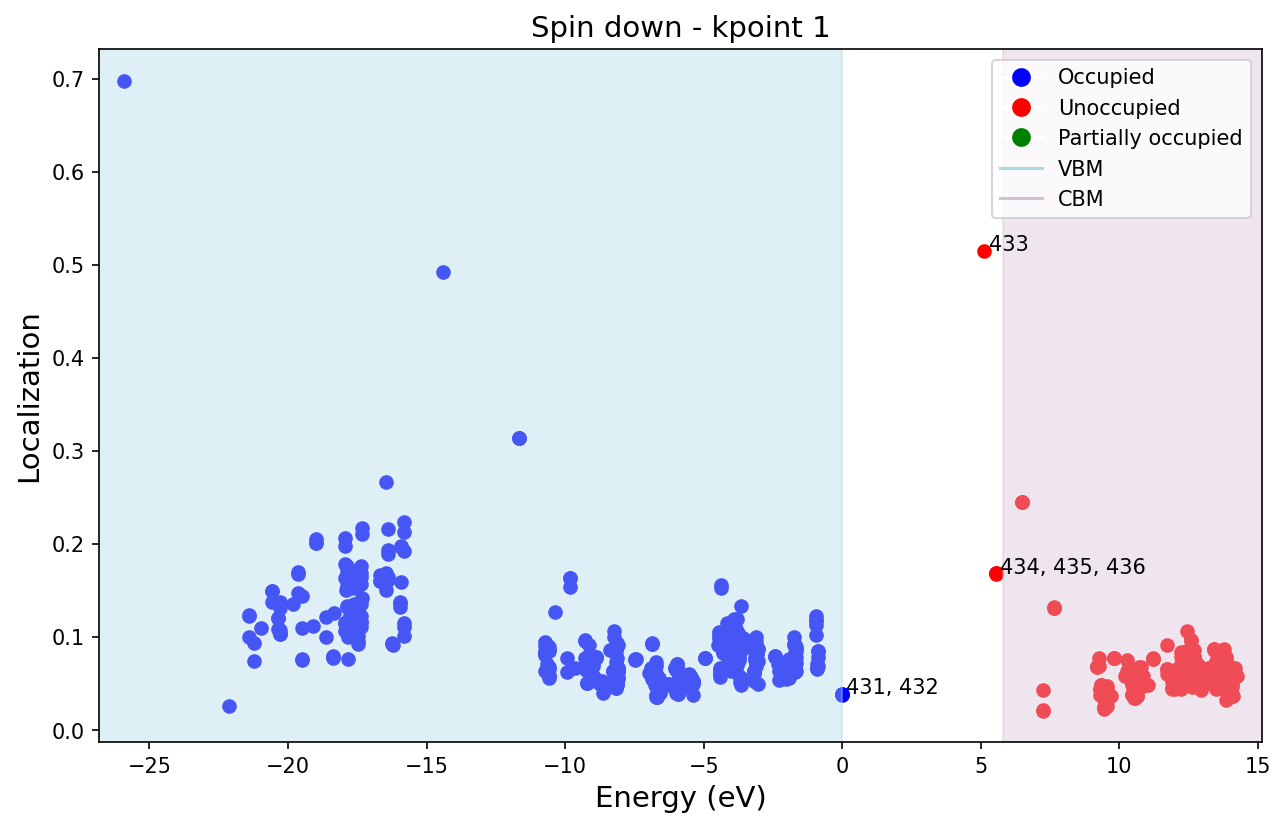 Spin down - kpoint 1
Localization
0.7
0.6
0.5
0.4
0.3
0.2
0.1
0.0
Occupied
Unoccupied
Partially occupied
VBM
CBM
433
434, 435, 436
431, 432
−25
−20
−15
−10
−5
0
5
10
15
Energy (eV)